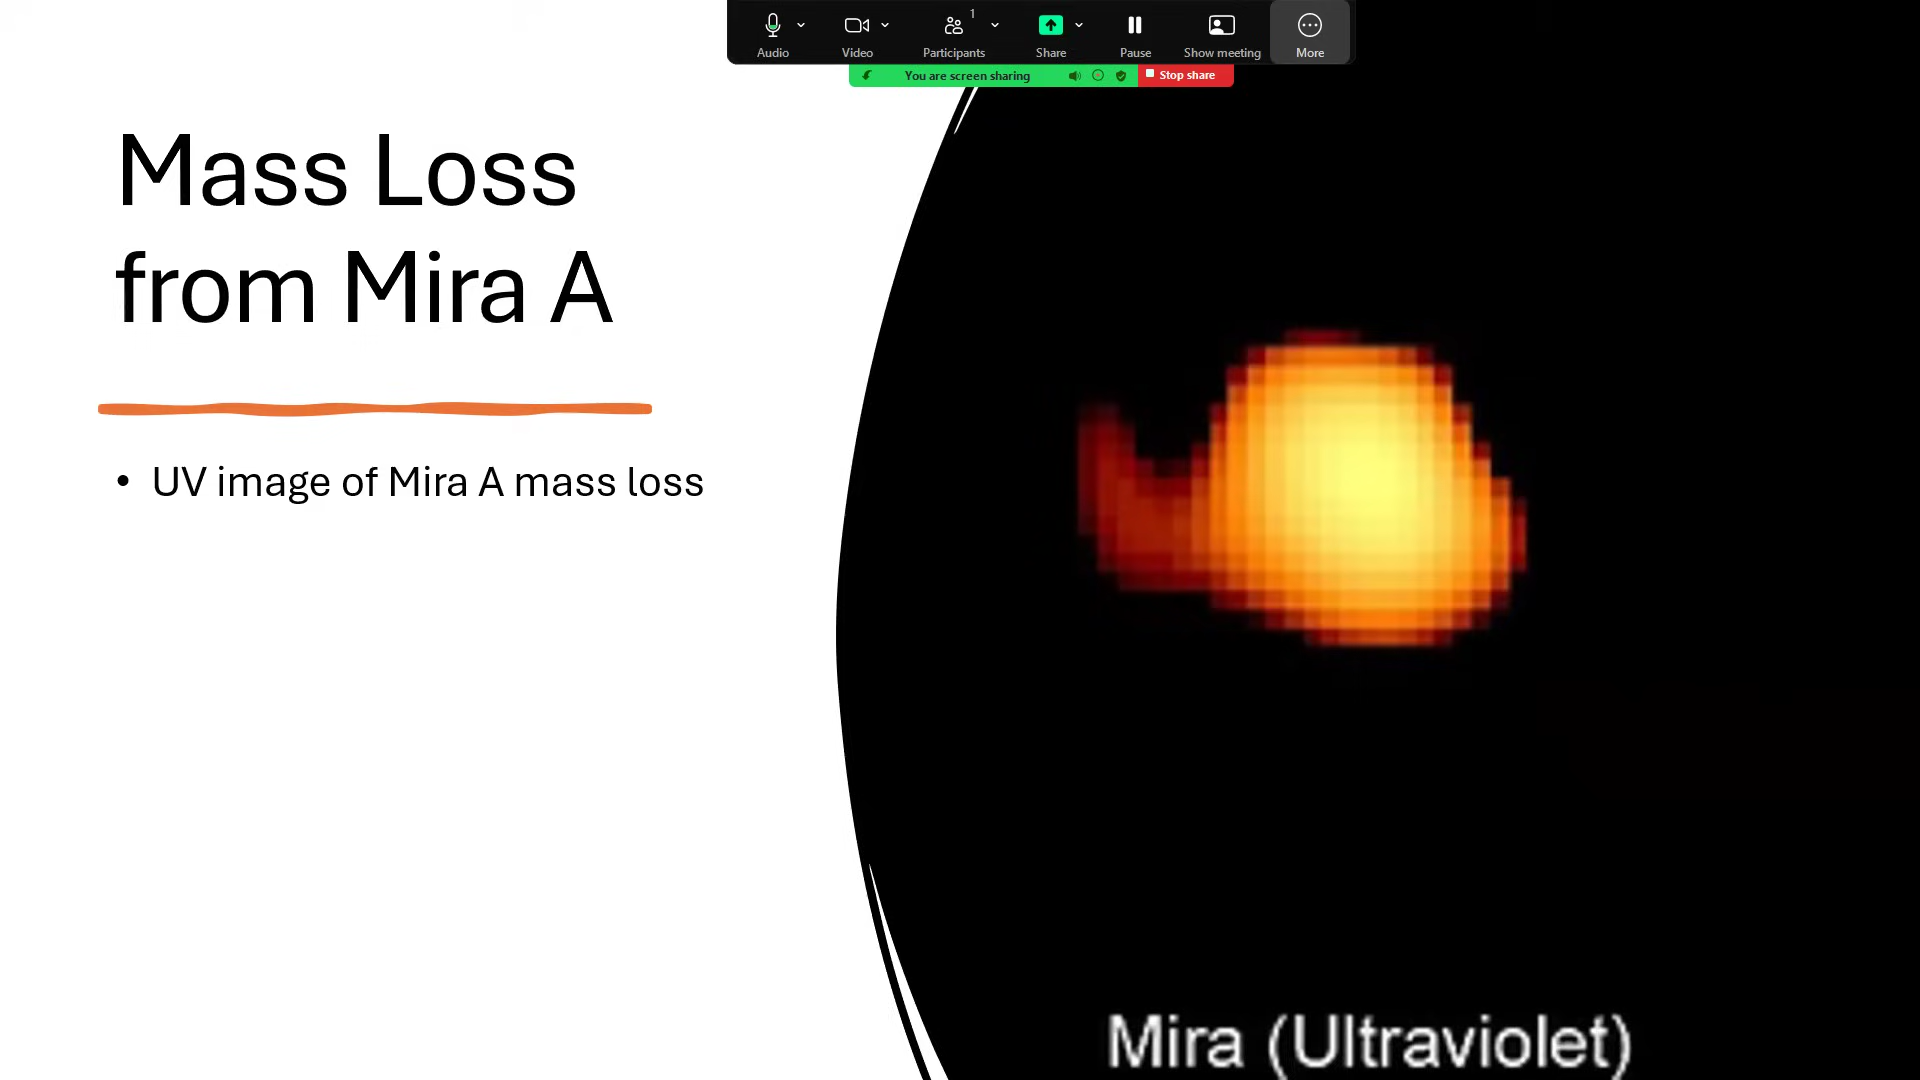 1
Audio
Video
Participants
Share
Pause
Show meeting
More
You are screen sharing
Stop share
Mass Loss
from Mira A
• UV image of Mira A mass loss
Mira (Ultraviolet)